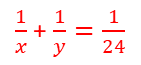 1/x + 1/y = 1/24